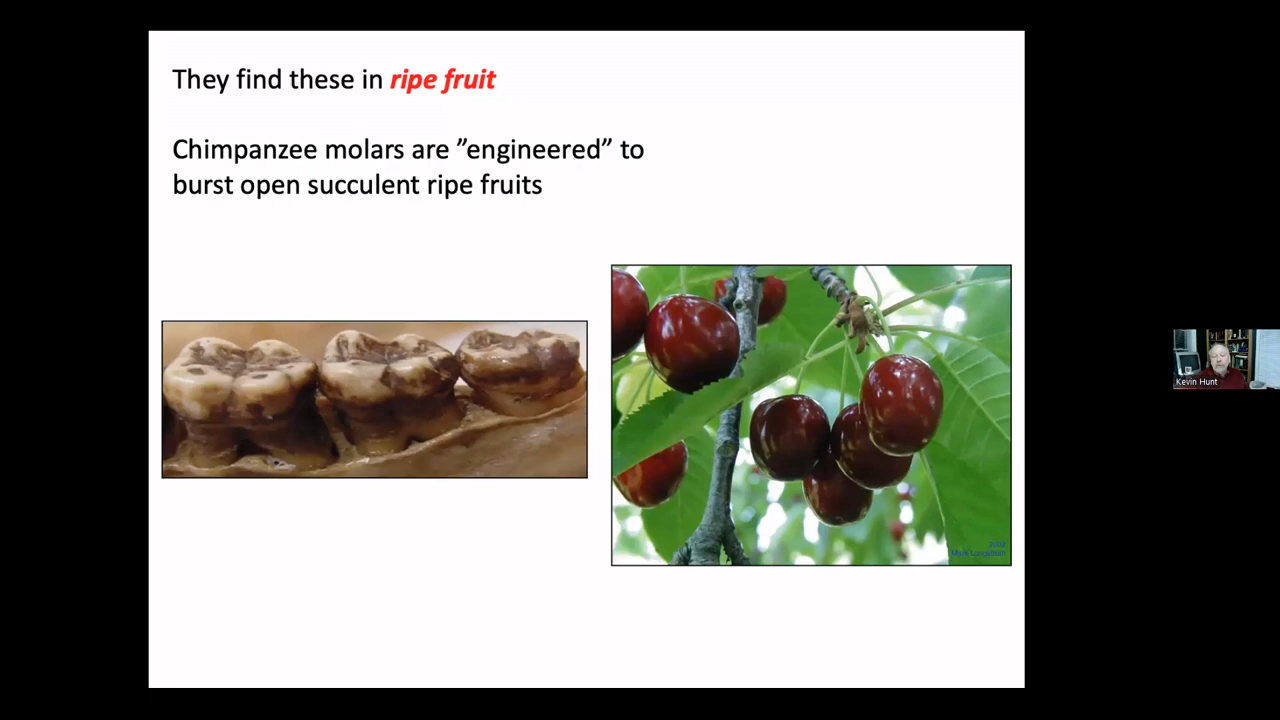 They find these in ripe fruit
Chimpanzee molars are ”engineered” to
burst open succulent ripe fruits
Kevin Hunt